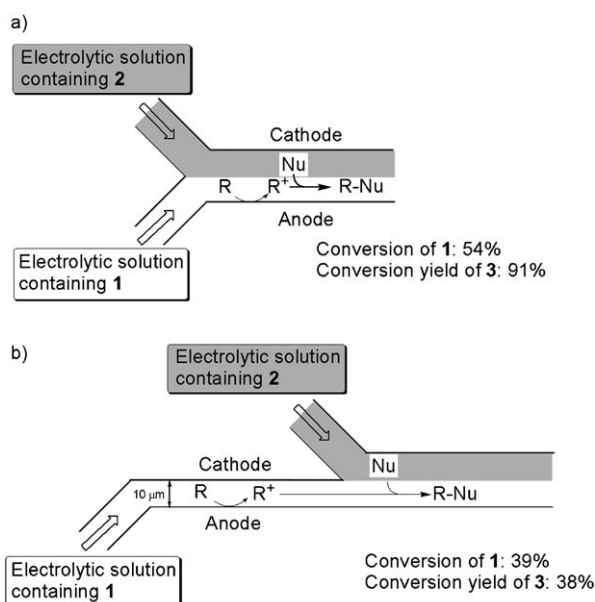 a)
Electrolytic solution
containing 2
Cathode
Nu
R R+ R-Nu
Anode
Electrolytic solution
containing 1
Conversion of 1: 54%
Conversion yield of 3: 91%
b)
Electrolytic solution
containing 2
Cathode
Nu
10 μm
R R+ R-Nu
Anode
Electrolytic solution
containing 1
Conversion of 1: 39%
Conversion yield of 3: 38%